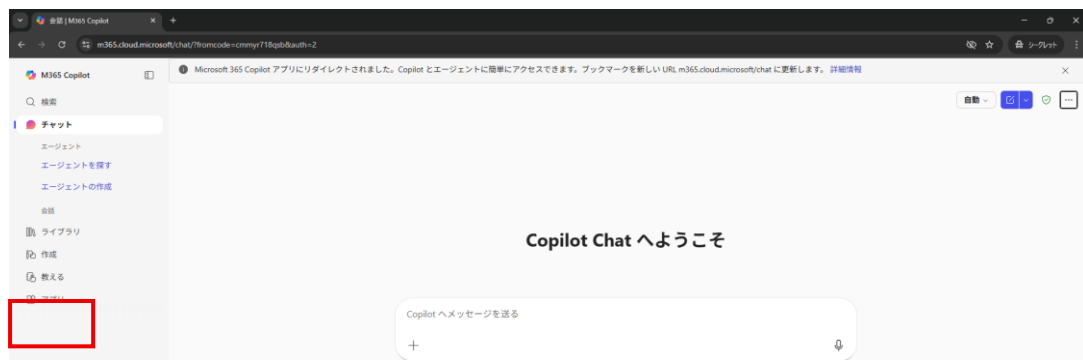 会話 | M365 Copilot
m365.cloud.microsoft/chat/?fromcode=cmmyr718qsb&auth=2
シークレット
M365 Copilot
Microsoft 365 Copilot アプリにリダイレクトされました。Copilot とエージェントに簡単にアクセスできます。ブックマークを新しい URL m365.cloud.microsoft/chat に更新します。 詳細情報
検索
自動
チャット
エージェント
エージェントを探す
エージェントの作成
会話
ライブラリ
作成
教える
Copilot Chat へようこそ
Copilot へメッセージを送る